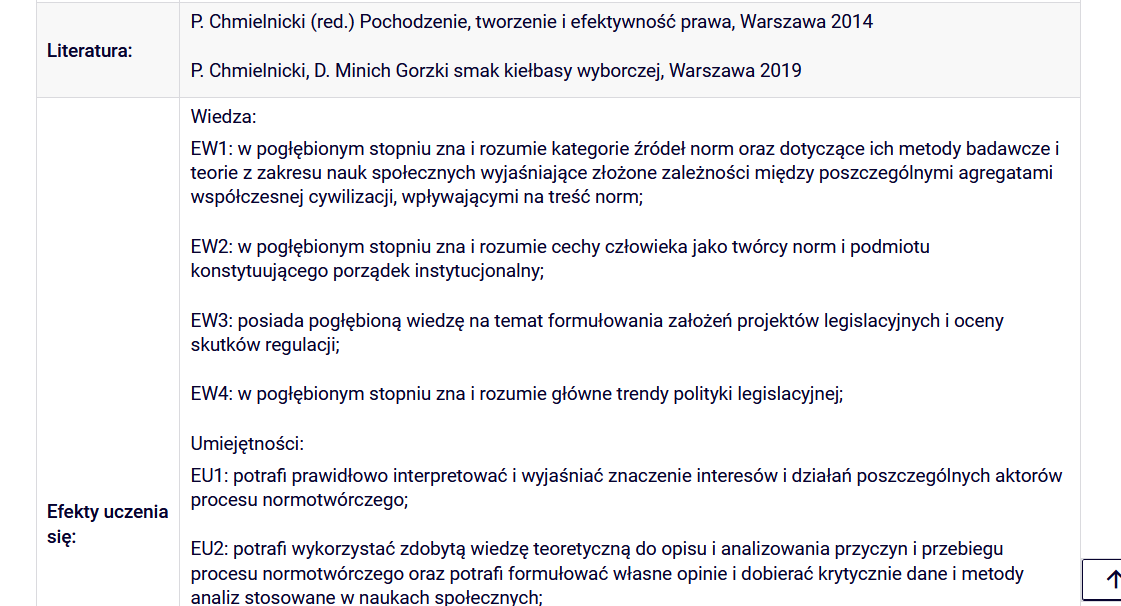 P. Chmielnicki (red.) Pochodzenie, tworzenie i efektywność prawa, Warszawa 2014
Literatura:
P. Chmielnicki, D. Minich Gorzki smak kiełbasy wyborczej, Warszawa 2019
Wiedza:
EW1: w pogłębionym stopniu zna i rozumie kategorie źródeł norm oraz dotyczące ich metody badawcze i
teorie z zakresu nauk społecznych wyjaśniające złożone zależności między poszczególnymi agregatami
współczesnej cywilizacji, wpływającymi na treść norm;
EW2: w pogłębionym stopniu zna i rozumie cechy człowieka jako twórcy norm i podmiotu
konstytuującego porządek instytucjonalny;
EW3: posiada pogłębioną wiedzę na temat formułowania założeń projektów legislacyjnych i oceny
skutków regulacji;
EW4: w pogłębionym stopniu zna i rozumie główne trendy polityki legislacyjnej;
Umiejętności:
EU1: potrafi prawidłowo interpretować i wyjaśniać znaczenie interesów i działań poszczególnych aktorów
procesu normotwórczego;
Efekty uczenia
się:
EU2: potrafi wykorzystać zdobytą wiedzę teoretyczną do opisu i analizowania przyczyn i przebiegu
procesu normotwórczego oraz potrafi formułować własne opinie i dobierać krytycznie dane i metody
analiz stosowane w naukach społecznych;